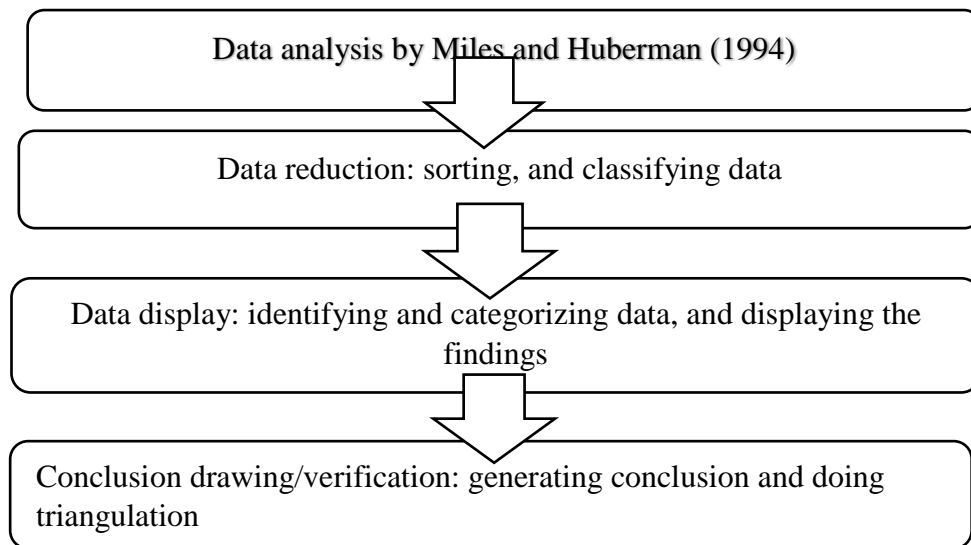 Data analysis by Miles and Huberman (1994)
Data reduction: sorting, and classifying data
Data display: identifying and categorizing data, and displaying the
findings
Conclusion drawing/verification: generating conclusion and doing
triangulation